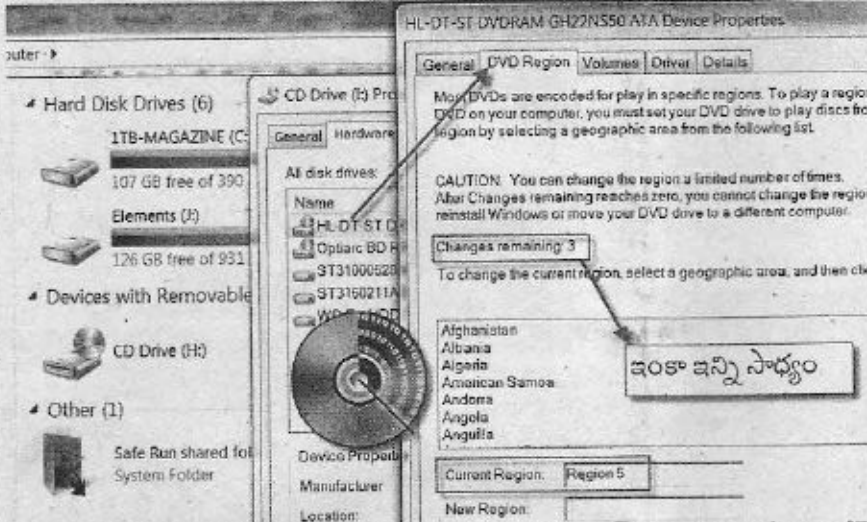 HL-DT-ST DVDRAM GH22NS50 ATA Device Properties
puter
Hard Disk Drives (6)
1TB-MAGAZINE (C:
107 GB free of 390
Elements (J:)
126 GB free of 931
Devices with Removable
CD Drive (H:)
Other (1)
Safe Run shared fol
System Folder
CD Drive (I:) Pro
General Hardware
All disk drives:
Name
HL-DT-ST D
Optiarc BD R
ST31000528
ST3160211A
Device Properti
Manufacturer
Location:
General DVD Region Volumes Driver Details
Most DVDs are encoded for play in specific regions. To play a region
DVD on your computer, you must set your DVD drive to play discs fro
region by selecting a geographic area from the following list.
CAUTION You can change the region a limited number of times.
After Changes remaining reaches zero, you cannot change the region
reinstall Windows or move your DVD drive to a different computer.
Changes remaining: 3
To change the current region, select a geographic area, and then clic
Afghanistan
Albania
Algeria
American Samoa
Andorra
Angola
Anguilla
ఇంకా ఇన్ని సాధ్యం
Current Region: Region 5
New Region: